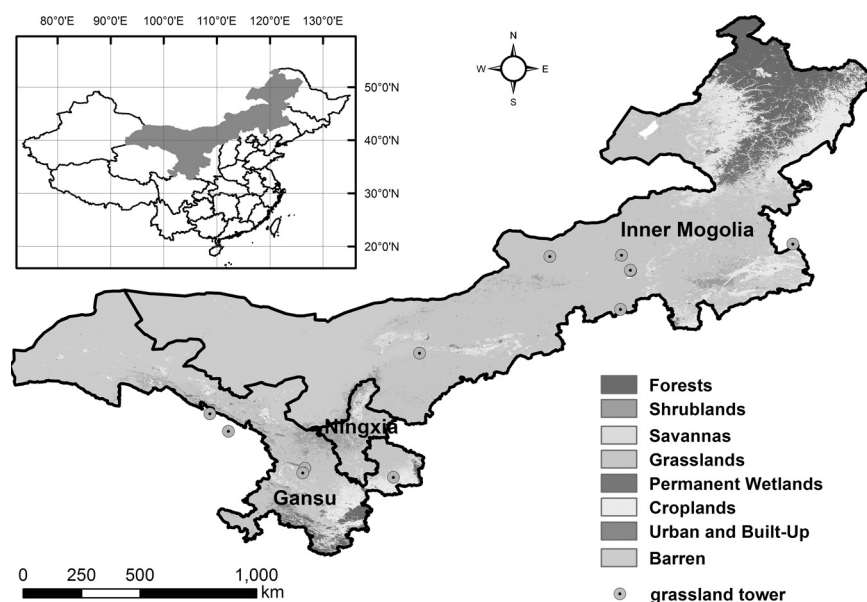 80°0'E 90°0'E 100°0'E 110°0'E 120°0'E 130°0'E
50°0'N
40°0'N
30°0'N
20°0'N
N
W E
S
Inner Mogolia
Ningxia
Gansu
Forests
Shrublands
Savannas
Grasslands
Permanent Wetlands
Croplands
Urban and Built-Up
Barren
grassland tower
0 250 500 1,000
km